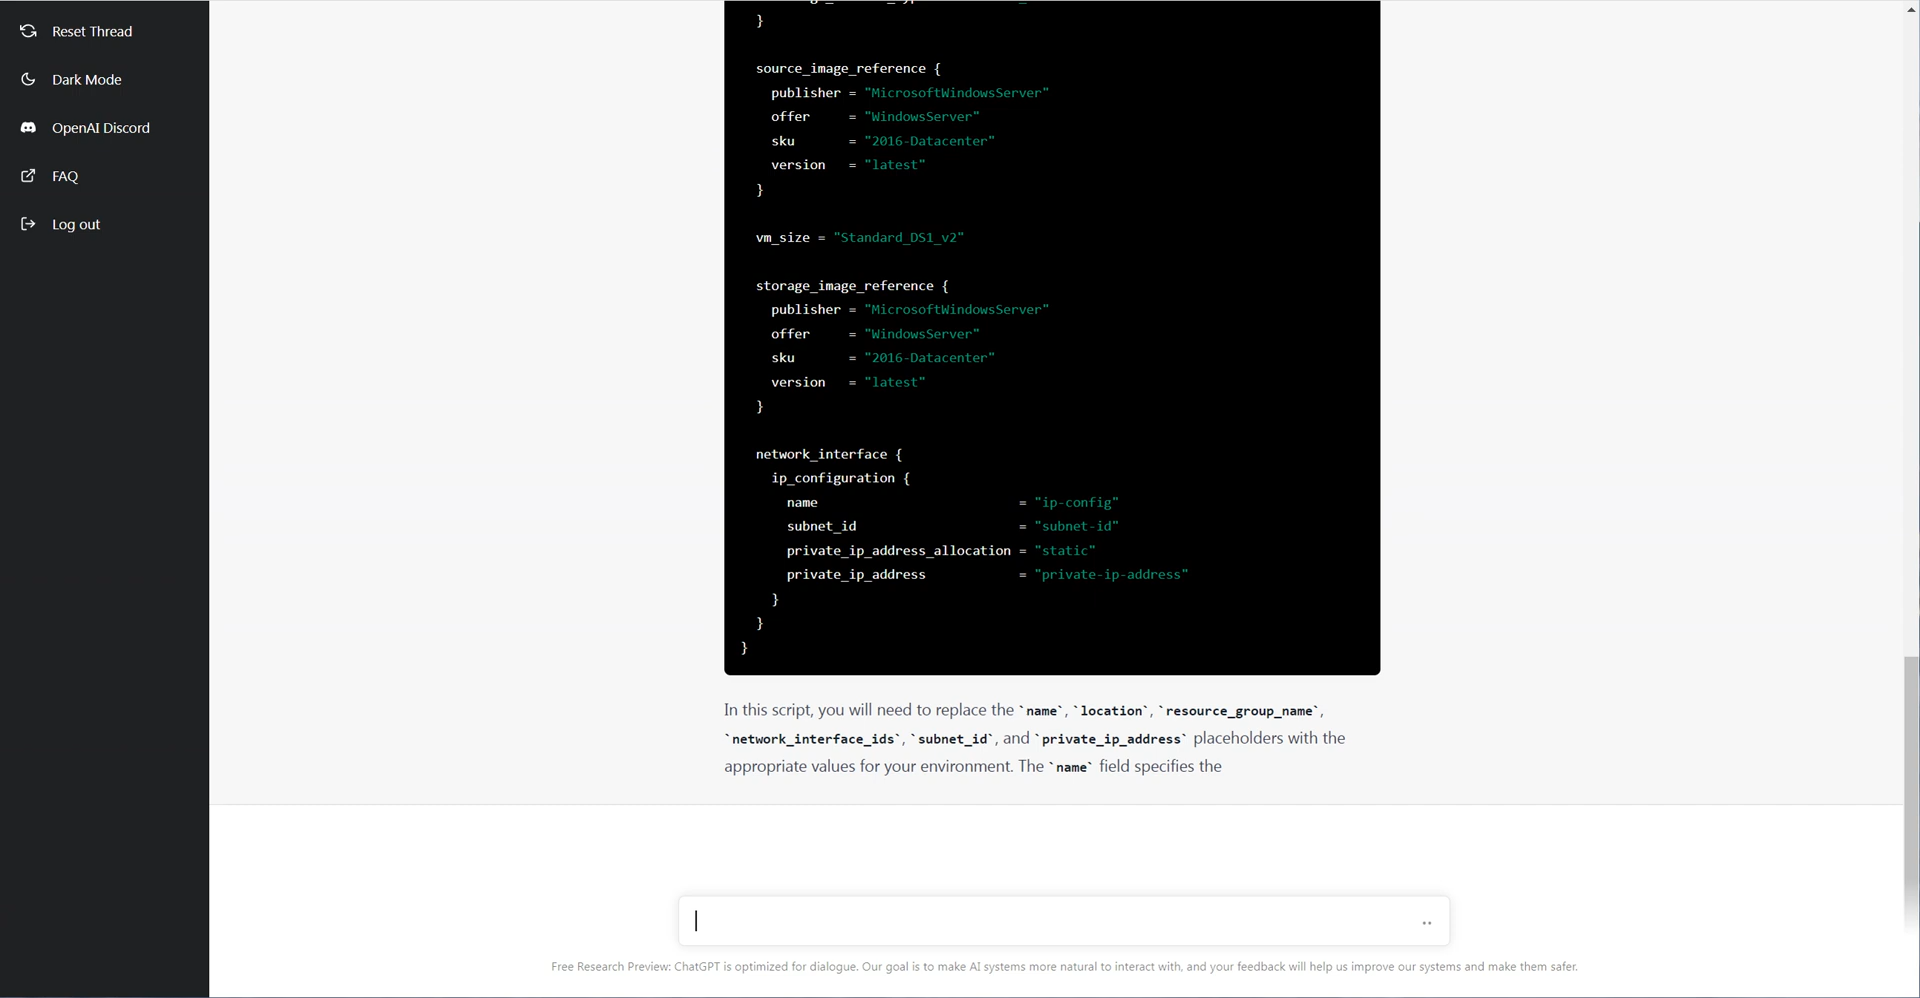 Reset Thread
Dark Mode
OpenAI Discord
FAQ
Log out
}
source_image_reference {
publisher = "MicrosoftWindowsServer"
offer = "WindowsServer"
sku = "2016-Datacenter"
version = "latest"
}
vm_size = "Standard_DS1_v2"
storage_image_reference {
publisher = "MicrosoftWindowsServer"
offer = "WindowsServer"
sku = "2016-Datacenter"
version = "latest"
}
network_interface {
ip_configuration {
name = "ip-config"
subnet_id = "subnet-id"
private_ip_address_allocation = "static"
private_ip_address = "private-ip-address"
}
}
}
In this script, you will need to replace the `name`, `location`, `resource_group_name`,
`network_interface_ids`, `subnet_id`, and `private_ip_address` placeholders with the
appropriate values for your environment. The `name` field specifies the
Free Research Preview: ChatGPT is optimized for dialogue. Our goal is to make AI systems more natural to interact with, and your feedback will help us improve our systems and make them safer.